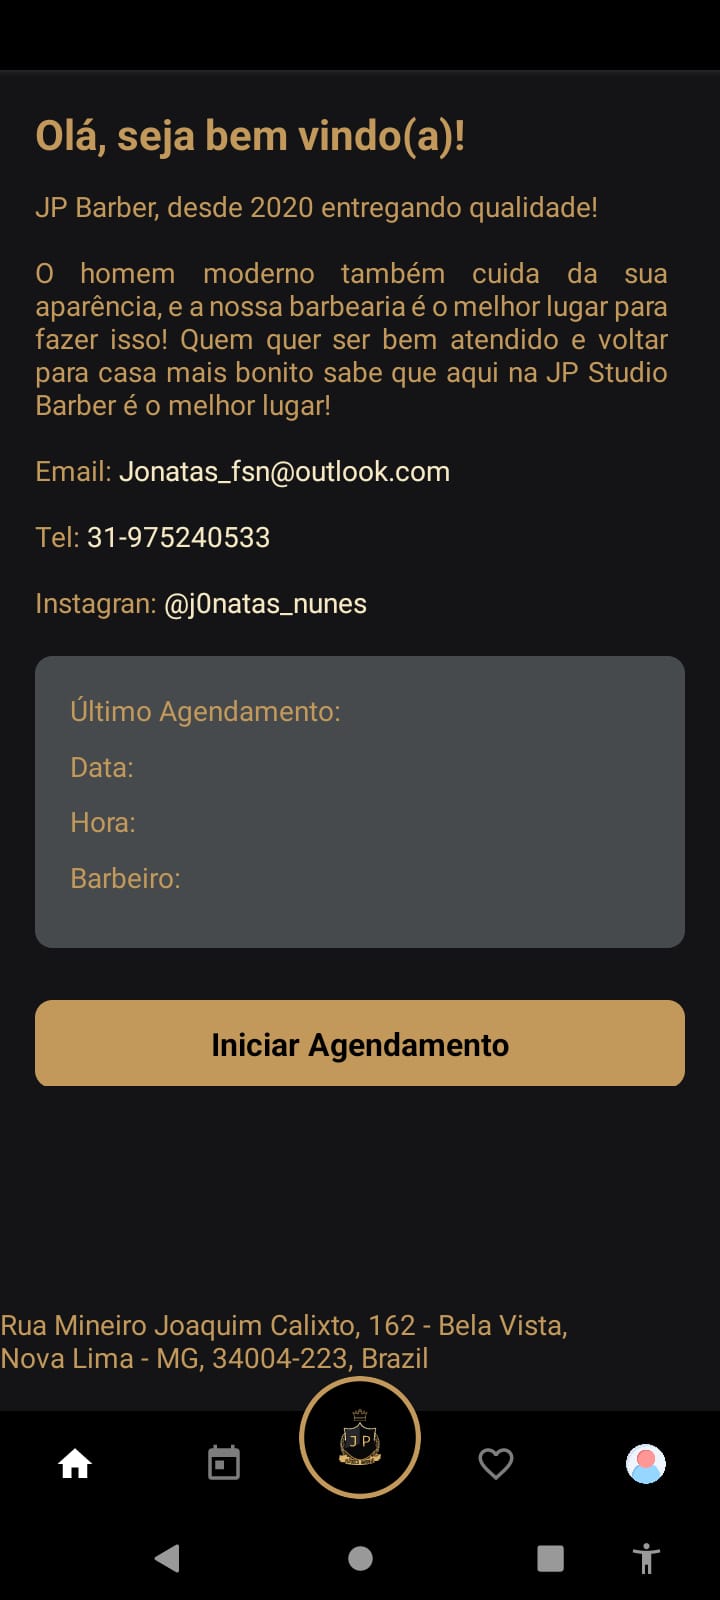 Olá, seja bem vindo(a)!
JP Barber, desde 2020 entregando qualidade!
O homem moderno também cuida da sua
aparência, e a nossa barbearia é o melhor lugar para
fazer isso! Quem quer ser bem atendido e voltar
para casa mais bonito sabe que aqui na JP Studio
Barber é o melhor lugar!
Email: Jonatas_fsn@outlook.com
Tel: 31-975240533
Instagran: @j0natas_nunes
Último Agendamento:
Data:
Hora:
Barbeiro:
Iniciar Agendamento
Rua Mineiro Joaquim Calixto, 162 - Bela Vista,
Nova Lima - MG, 34004-223, Brazil
JP